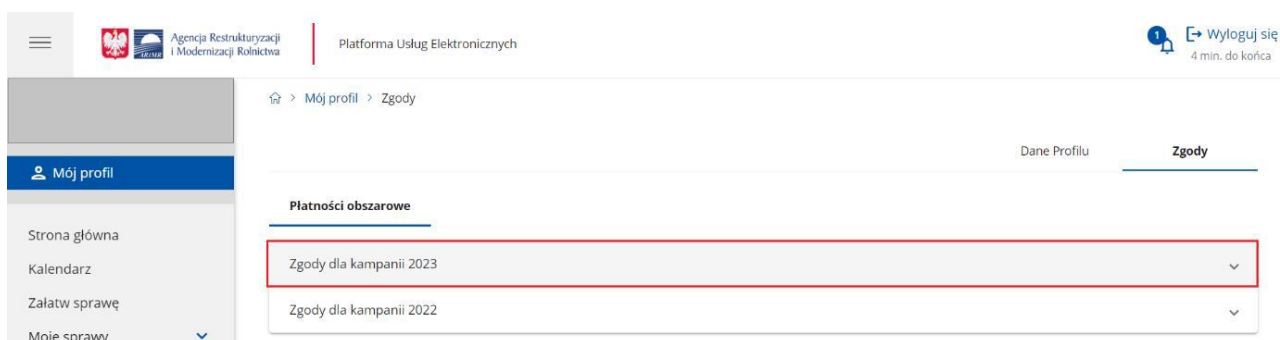 Agencja Restrukturyzacji
i Modernizacji Rolnictwa
ARiMR
Platforma Usług Elektronicznych
1
Wyloguj się
4 min. do końca
Mój profil > Zgody
Dane Profilu
Zgody
Mój profil
Płatności obszarowe
Strona główna
Zgody dla kampanii 2023
Kalendarz
Załatw sprawę
Zgody dla kampanii 2022
Moje sprawy